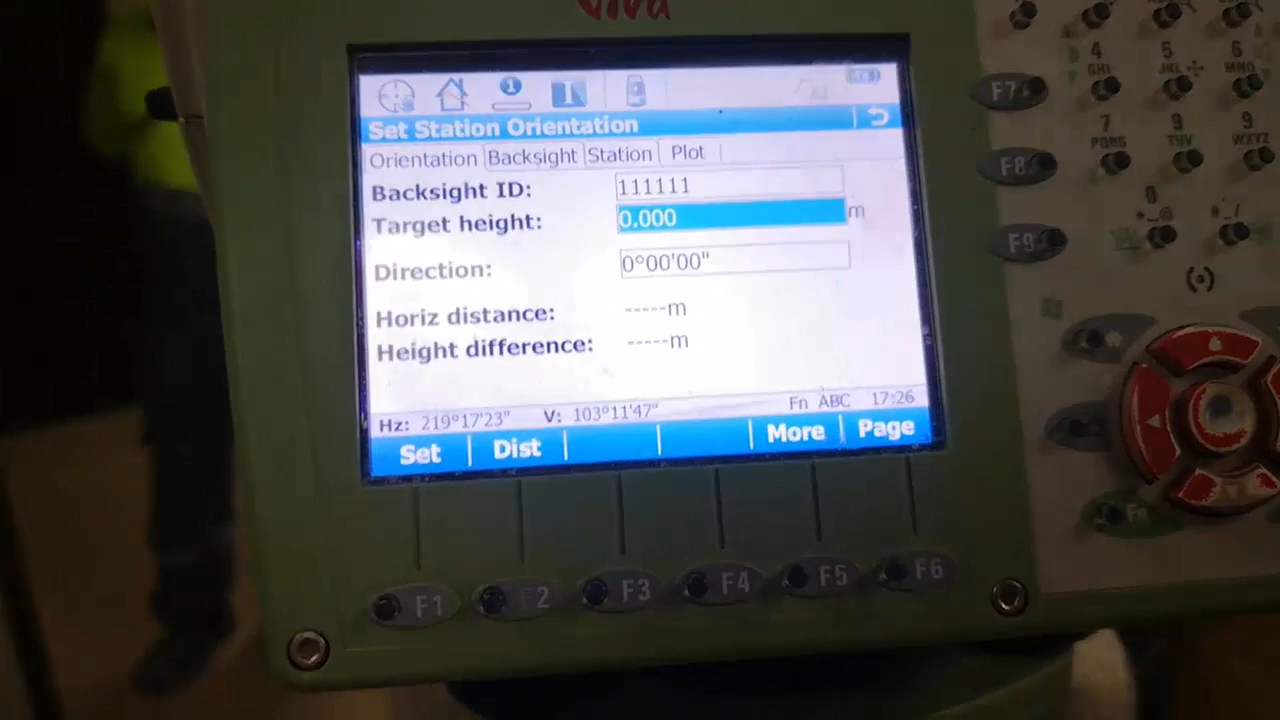 Viva
1
I
Set Station Orientation
Orientation Backsight Station Plot
Backsight ID: 111111
Target height: 0.000 m
Direction: 0°00'00"
Horiz distance: -----m
Height difference: -----m
Hz: 219°17'23" V: 103°11'47" Fn ABC 17:26
Set Dist More Page
F1 F2 F3 F4 F5 F6
4 5 6
GHI JKL MNO
F7
7 8 9
PQRS TUV WXYZ
F8
0
F9
Fn